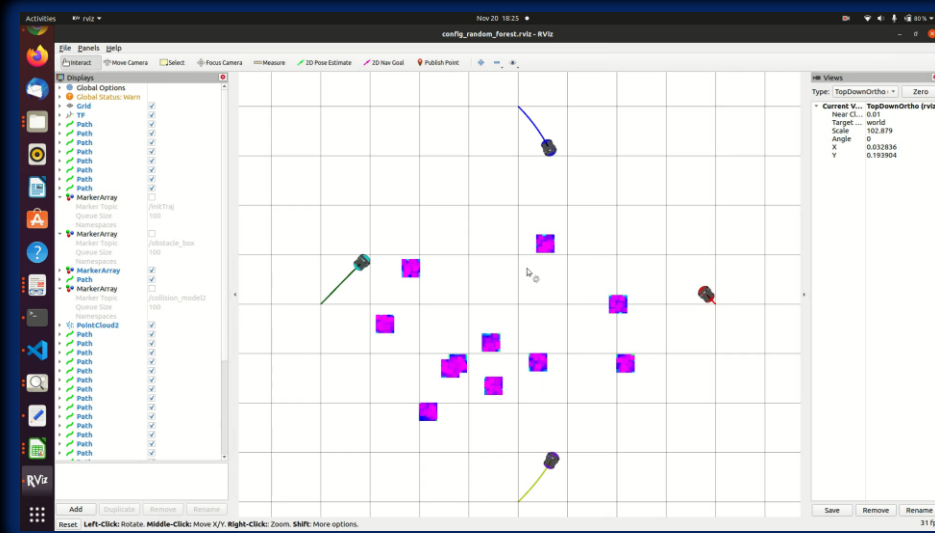 Activities
rviz
Nov 20 18:25
80%
config_random_forest.rviz - RViz
File Panels Help
Interact Move Camera Select Focus Camera Measure 2D Pose Estimate 2D Nav Goal Publish Point
Displays
Global Options
Global Status: Warn
Grid
TF
Path
Path
Path
Path
Path
Path
Path
Path
MarkerArray
Marker Topic /initTraj
Queue Size 100
Namespaces
MarkerArray
Marker Topic /obstacle_box
Queue Size 100
Namespaces
MarkerArray
Path
MarkerArray
Marker Topic /collision_model2
Queue Size 100
Namespaces
PointCloud2
Path
Path
Path
Path
Path
Path
Path
Path
Path
Path
Path
Path
Path
Path
Add Duplicate Remove Rename
Reset Left-Click: Rotate. Middle-Click: Move X/Y. Right-Click: Zoom. Shift: More options.
31 fp
Views
Type: TopDownOrtho Zero
Current V... TopDownOrtho (rviz
Near Cl... 0.01
Target ... world
Scale 102.879
Angle 0
X 0.032836
Y 0.193904
Save Remove Rename
RViz